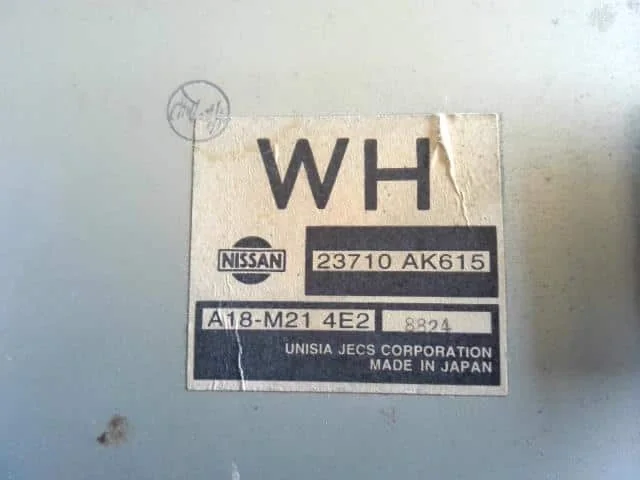 WH
NISSAN
23710 AK615
A18-M21 4E2 8824
UNISIA JECS CORPORATION
MADE IN JAPAN